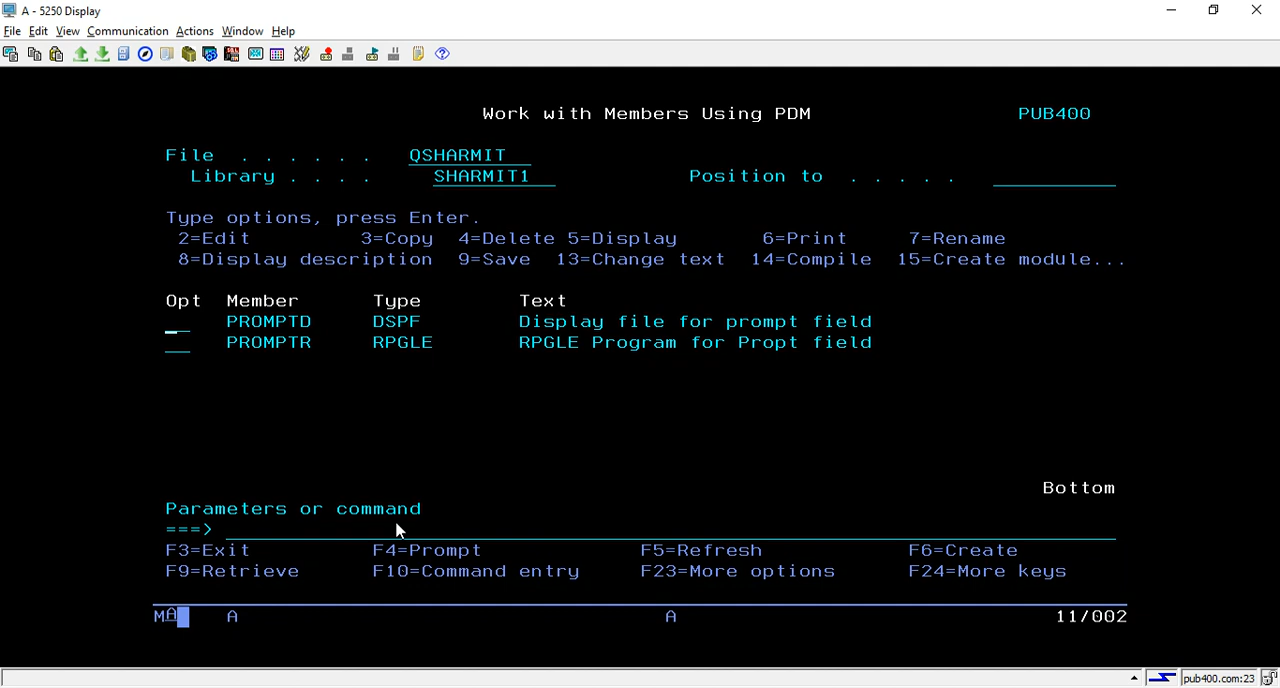 A - 5250 Display
File Edit View Communication Actions Window Help
Work with Members Using PDM PUB400
File . . . . . . QSHARMIT
Library . . . . SHARMIT1 Position to . . . . .
Type options, press Enter.
2=Edit 3=Copy 4=Delete 5=Display 6=Print 7=Rename
8=Display description 9=Save 13=Change text 14=Compile 15=Create module...
Opt Member Type Text
PROMPTD DSPF Display file for prompt field
PROMPTR RPGLE RPGLE Program for Propt field
Bottom
Parameters or command
===>
F3=Exit F4=Prompt F5=Refresh F6=Create
F9=Retrieve F10=Command entry F23=More options F24=More keys
MA A A 11/002
pub400.com:23